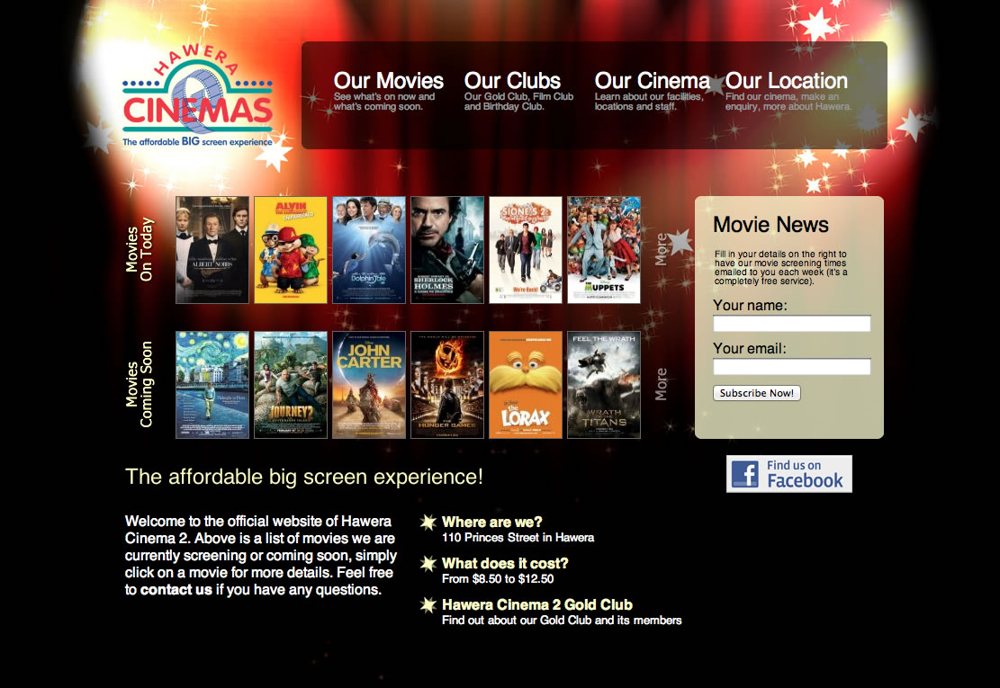 HAWERA
CINEMAS
The affordable BIG screen experience
Our Movies
See what's on now and
what's coming soon.
Our Clubs
Our Gold Club, Film Club
and Birthday Club.
Our Cinema
Learn about our facilities,
locations and staff.
Our Location
Find our cinema, make an
enquiry, more about Hawera.
Movies
On Today
ALBERT NOBBS
ALVIN
Dolphin Tale
SHERLOCK
HOLMES
A GAME OF SHADOWS
SIONE'S 2
We're Back!
THE MUPPETS
More
Movies
Coming Soon
Midnight in Paris
JOURNEY2
JOHN
CARTER
THE
HUNGER GAMES
The LORAX
FEEL THE WRATH
WRATH
OF THE
TITANS
More
Movie News
Fill in your details on the right to
have our movie screening times
emailed to you each week (it's a
completely free service).
Your name:
Your email:
Subscribe Now!
Find us on
Facebook
The affordable big screen experience!
Welcome to the official website of Hawera
Cinema 2. Above is a list of movies we are
currently screening or coming soon, simply
click on a movie for more details. Feel free
to contact us if you have any questions.
Where are we?
110 Princes Street in Hawera
What does it cost?
From $8.50 to $12.50
Hawera Cinema 2 Gold Club
Find out about our Gold Club and its members